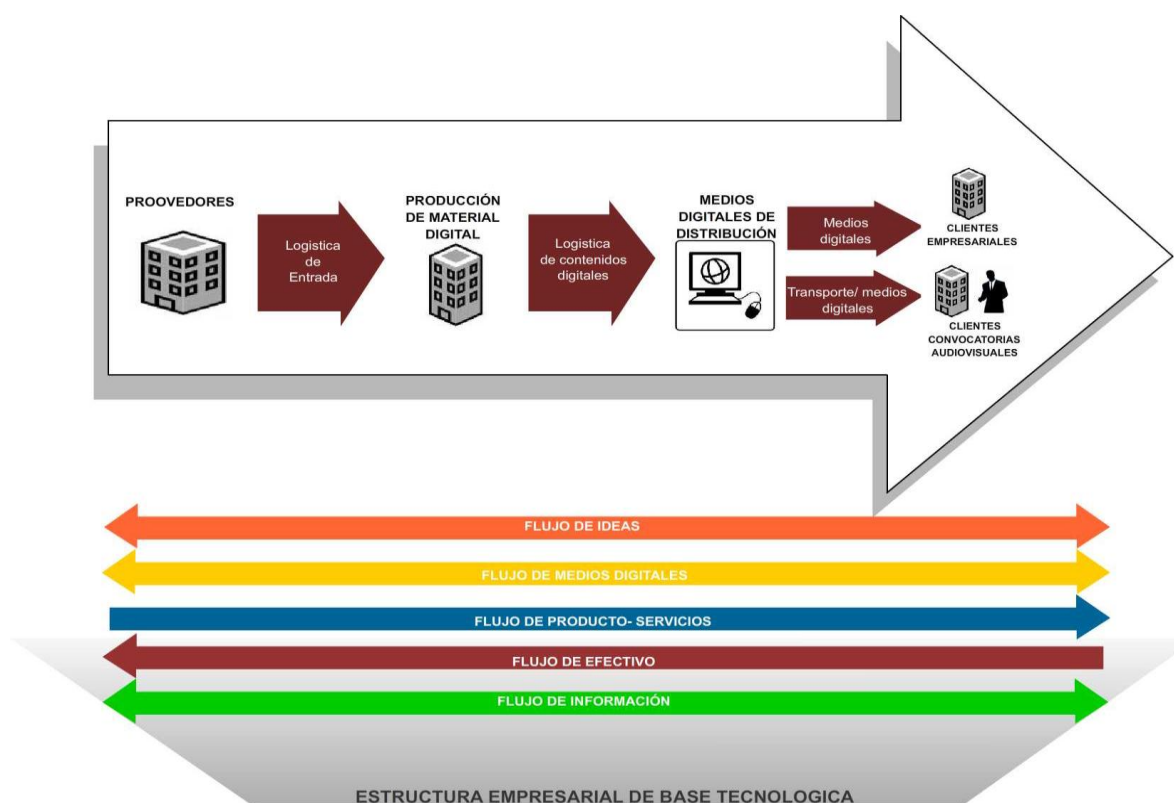 PROOVEDORES
Logistica
de
Entrada
PRODUCCIÓN
DE MATERIAL
DIGITAL
Logistica
de contenidos
digitales
MEDIOS
DIGITALES DE
DISTRIBUCIÓN
Medios
digitales
CLIENTES
EMPRESARIALES
Transporte/ medios
digitales
CLIENTES
CONVOCATORIAS
AUDIOVISUALES
FLUJO DE IDEAS
FLUJO DE MEDIOS DIGITALES
FLUJO DE PRODUCTO- SERVICIOS
FLUJO DE EFECTIVO
FLUJO DE INFORMACIÓN
ESTRUCTURA EMPRESARIAL DE BASE TECNOLOGICA